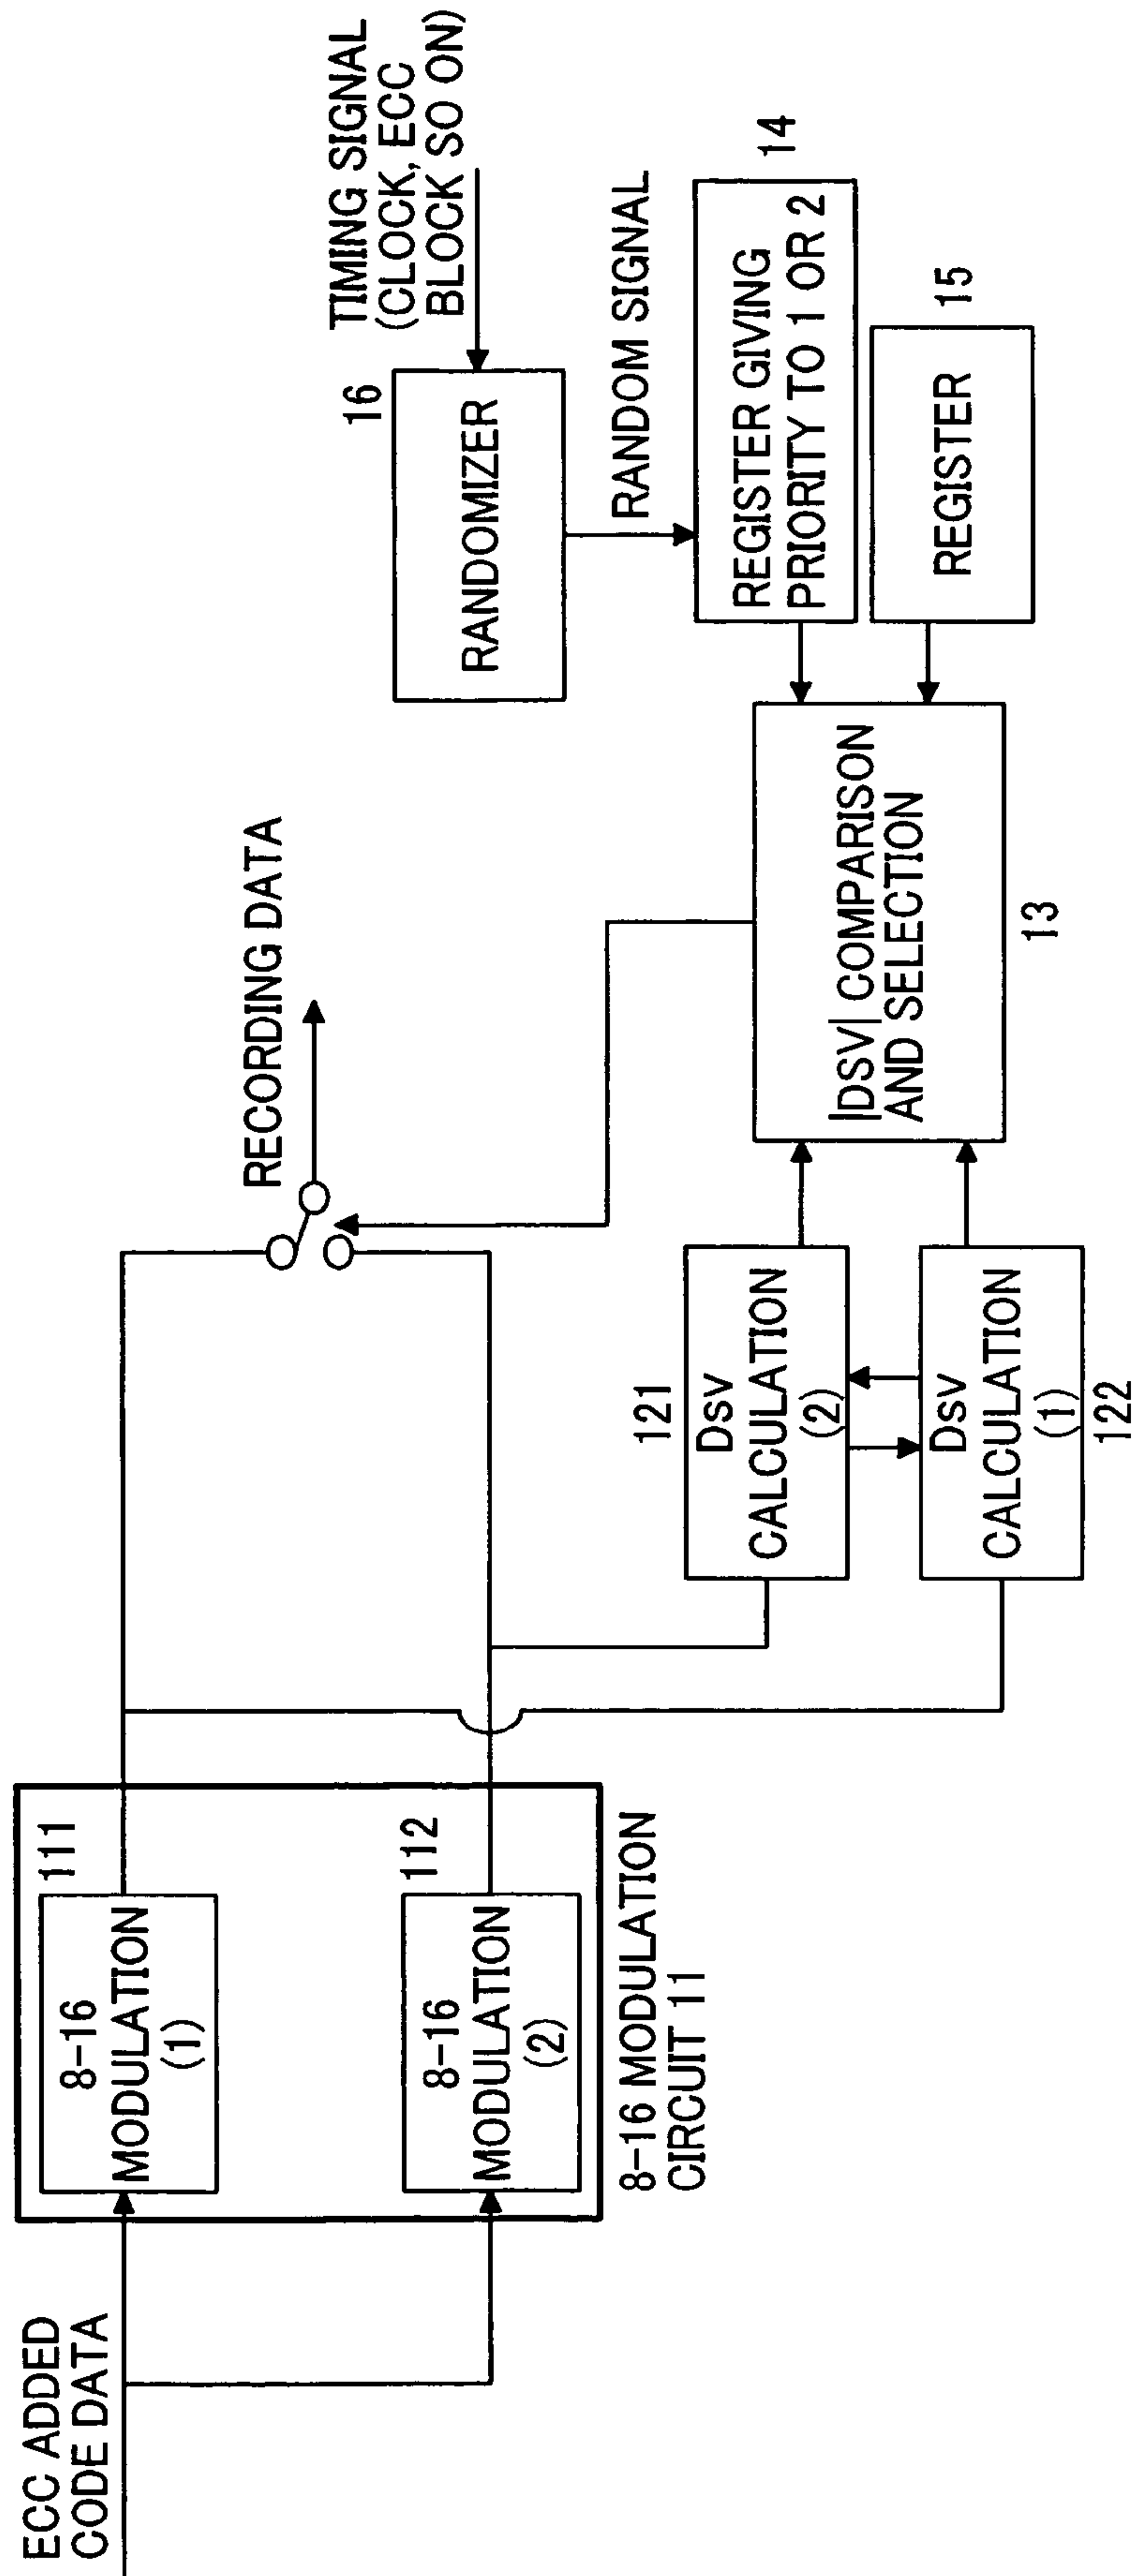 ECC ADDED
CODE DATA
111
8-16
MODULATION
(1)
112
8-16
MODULATION
(2)
8-16 MODULATION
CIRCUIT 11
RECORDING DATA
121
Dsv
CALCULATION
(2)
Dsv
CALCULATION
(1)
122
|DSV| COMPARISON
AND SELECTION
13
TIMING SIGNAL
(CLOCK, ECC
BLOCK SO ON)
16
RANDOMIZER
RANDOM SIGNAL
14
REGISTER GIVING
PRIORITY TO 1 OR 2
15
REGISTER